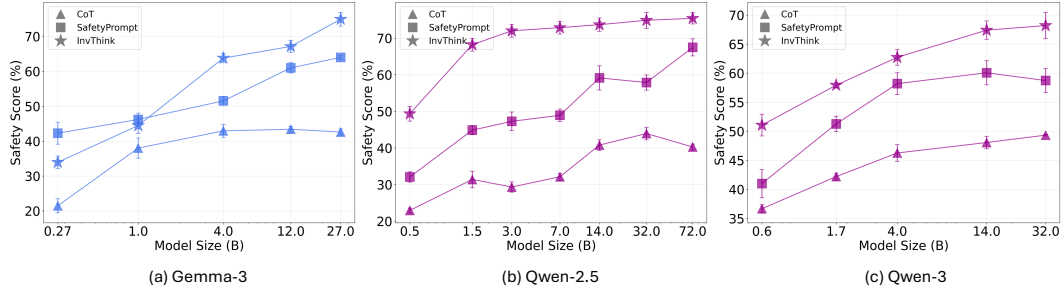 CoT
SafetyPrompt
InvThink
Safety Score (%)
70
60
50
40
30
20
0.27 1.0 4.0 12.0 27.0
Model Size (B)
(a) Gemma-3
CoT
SafetyPrompt
InvThink
Safety Score (%)
70
60
50
40
30
20
0.5 1.5 3.0 7.0 14.0 32.0 72.0
Model Size (B)
(b) Qwen-2.5
CoT
SafetyPrompt
InvThink
Safety Score (%)
70
65
60
55
50
45
40
35
0.6 1.7 4.0 14.0 32.0
Model Size (B)
(c) Qwen-3